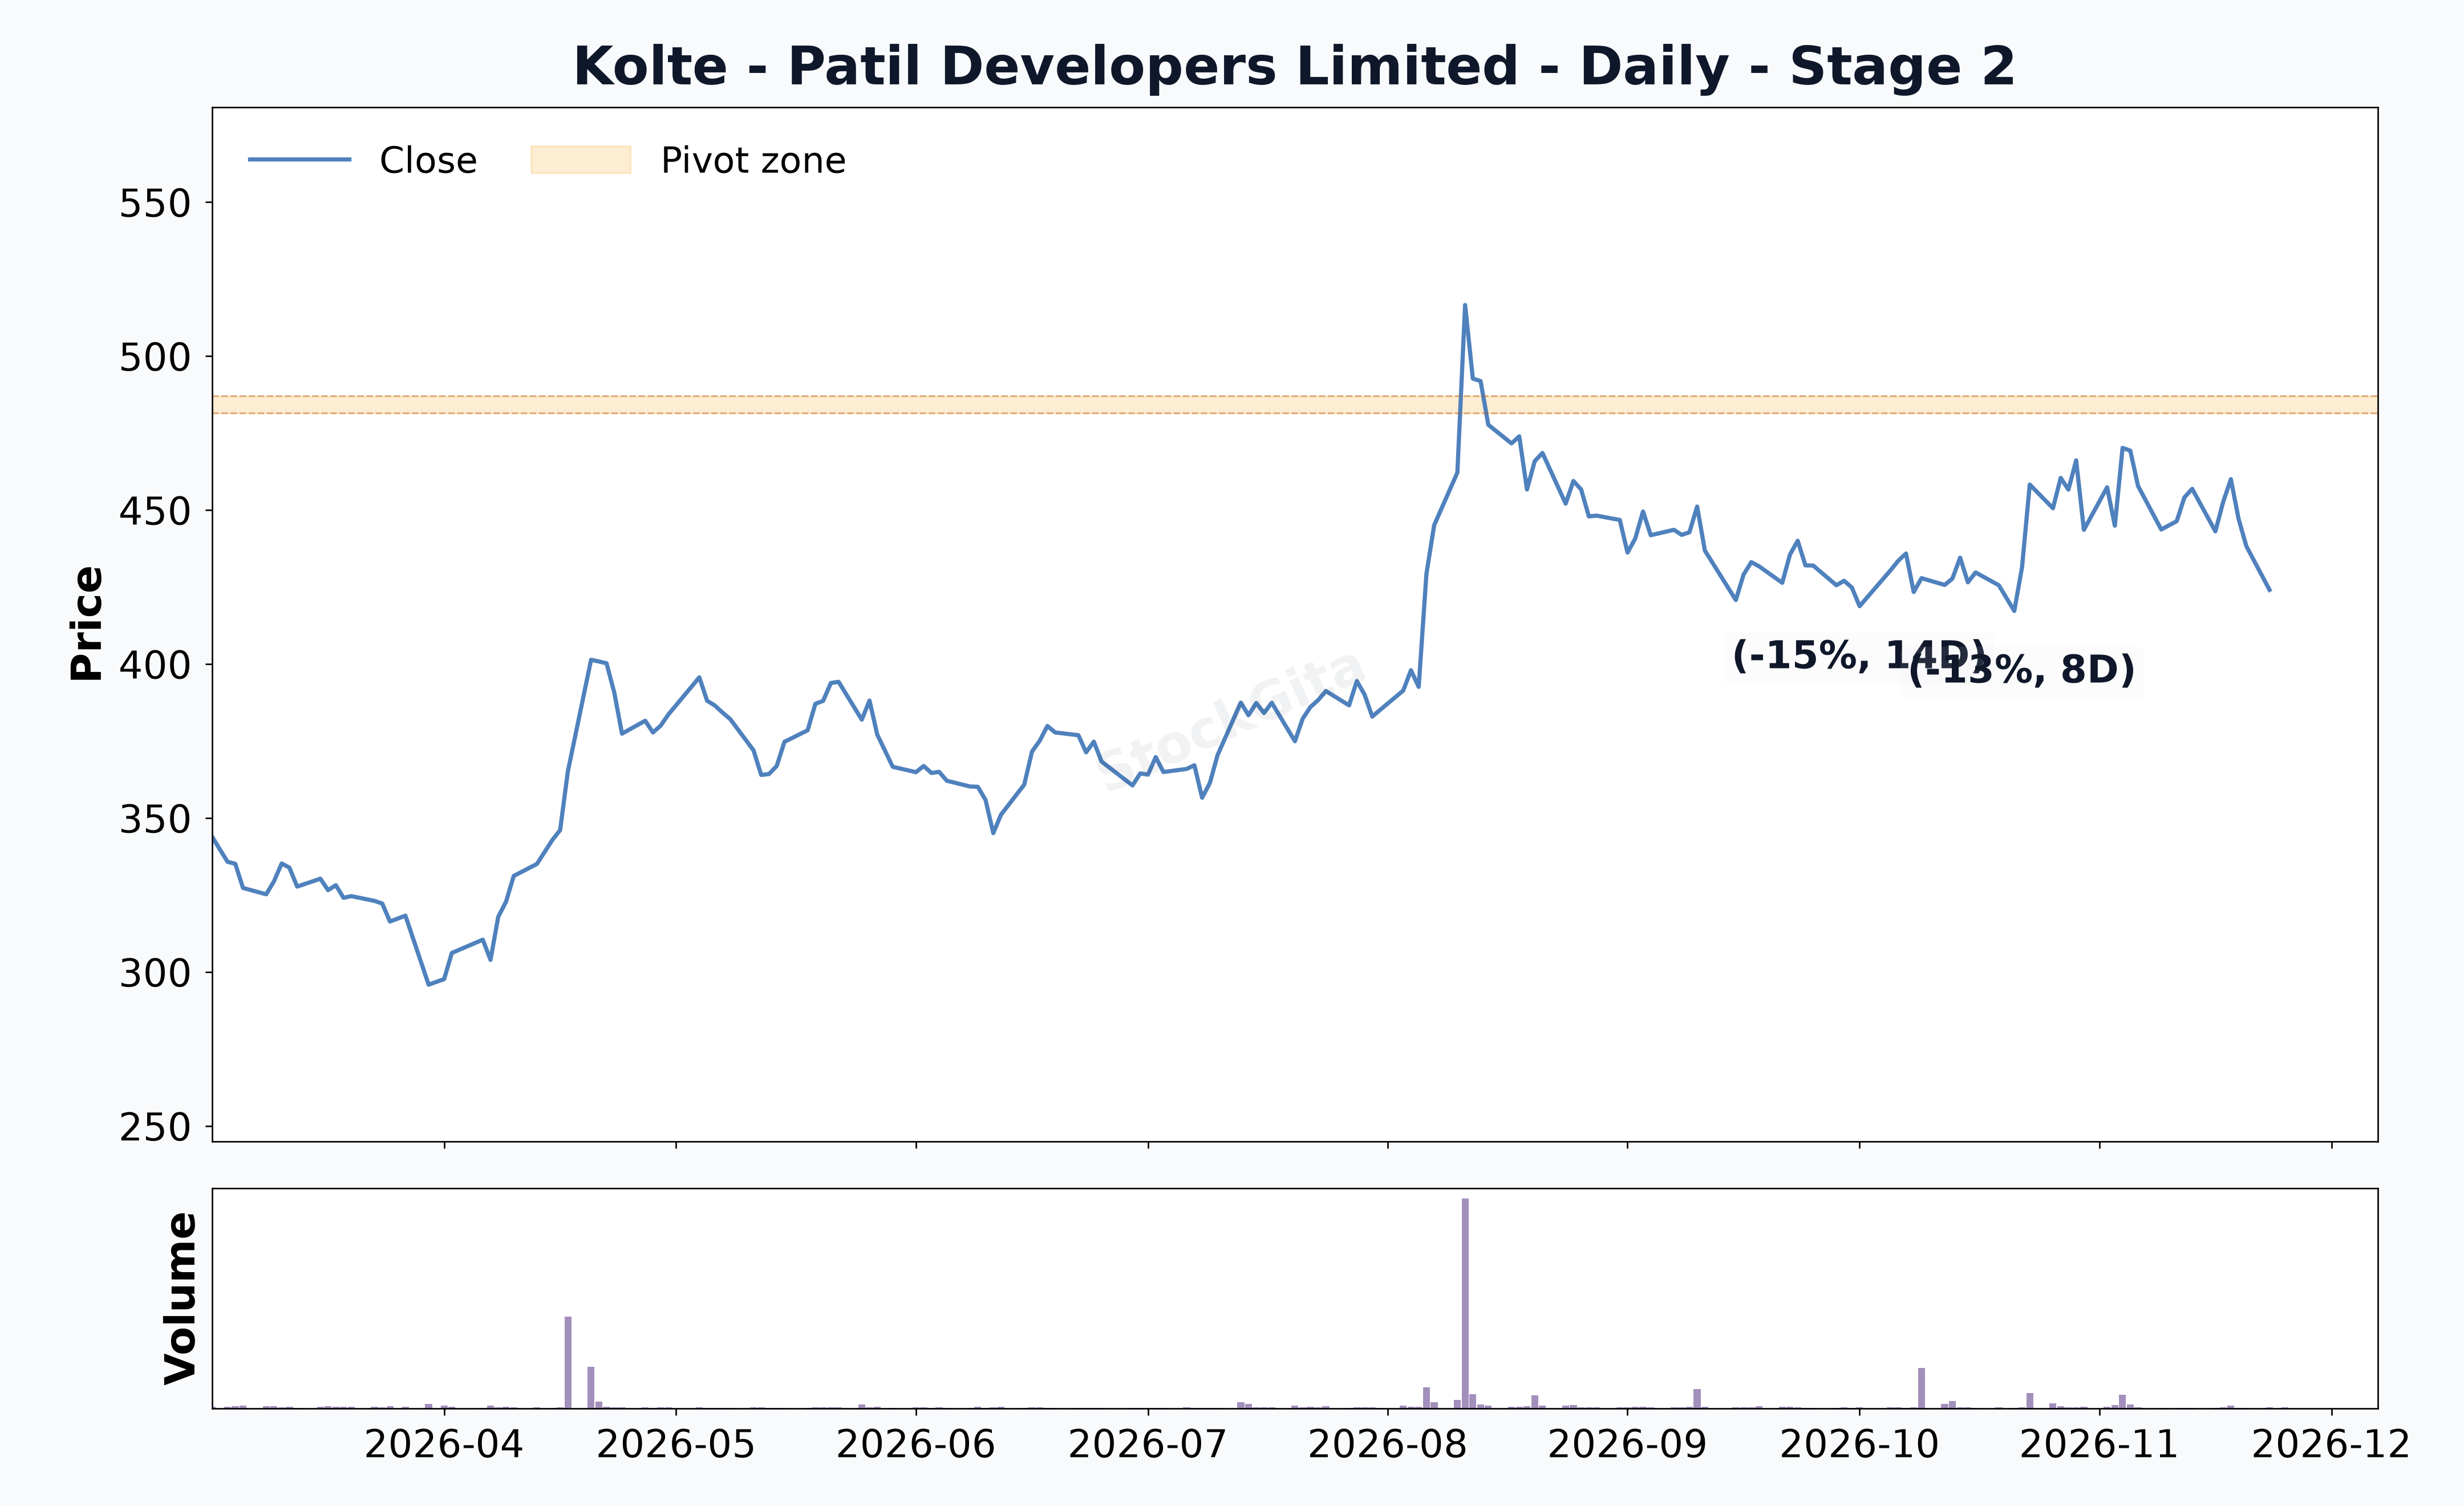 Kolte - Patil Developers Limited - Daily - Stage 2
Close
Pivot zone
Price
550
500
450
400
350
300
250
(-15%, 14D)
(-13%, 8D)
StockGita
Volume
2026-04
2026-05
2026-06
2026-07
2026-08
2026-09
2026-10
2026-11
2026-12